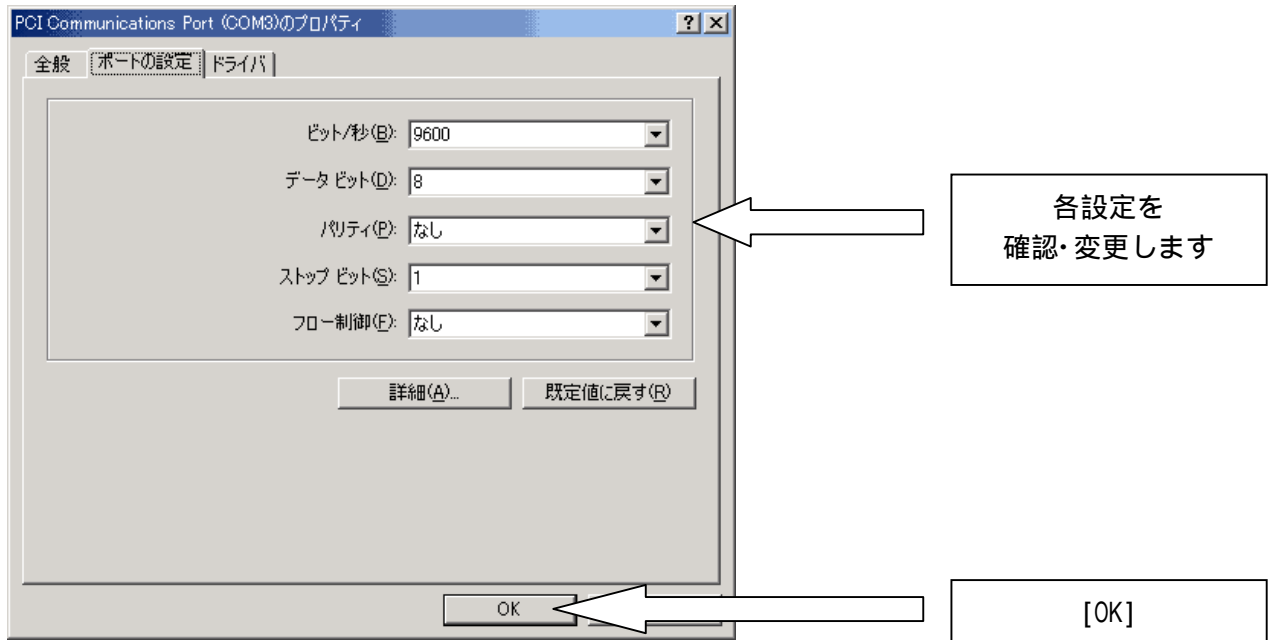 PCI Communications Port (COM3)のプロパティ
全般 ポートの設定 ドライバ
ビット/秒(B): 9600
データ ビット(D): 8
パリティ(P): なし
ストップ ビット(S): 1
フロー制御(F): なし
詳細(A)... 既定値に戻す(R)
各設定を
確認・変更します
OK
[OK]